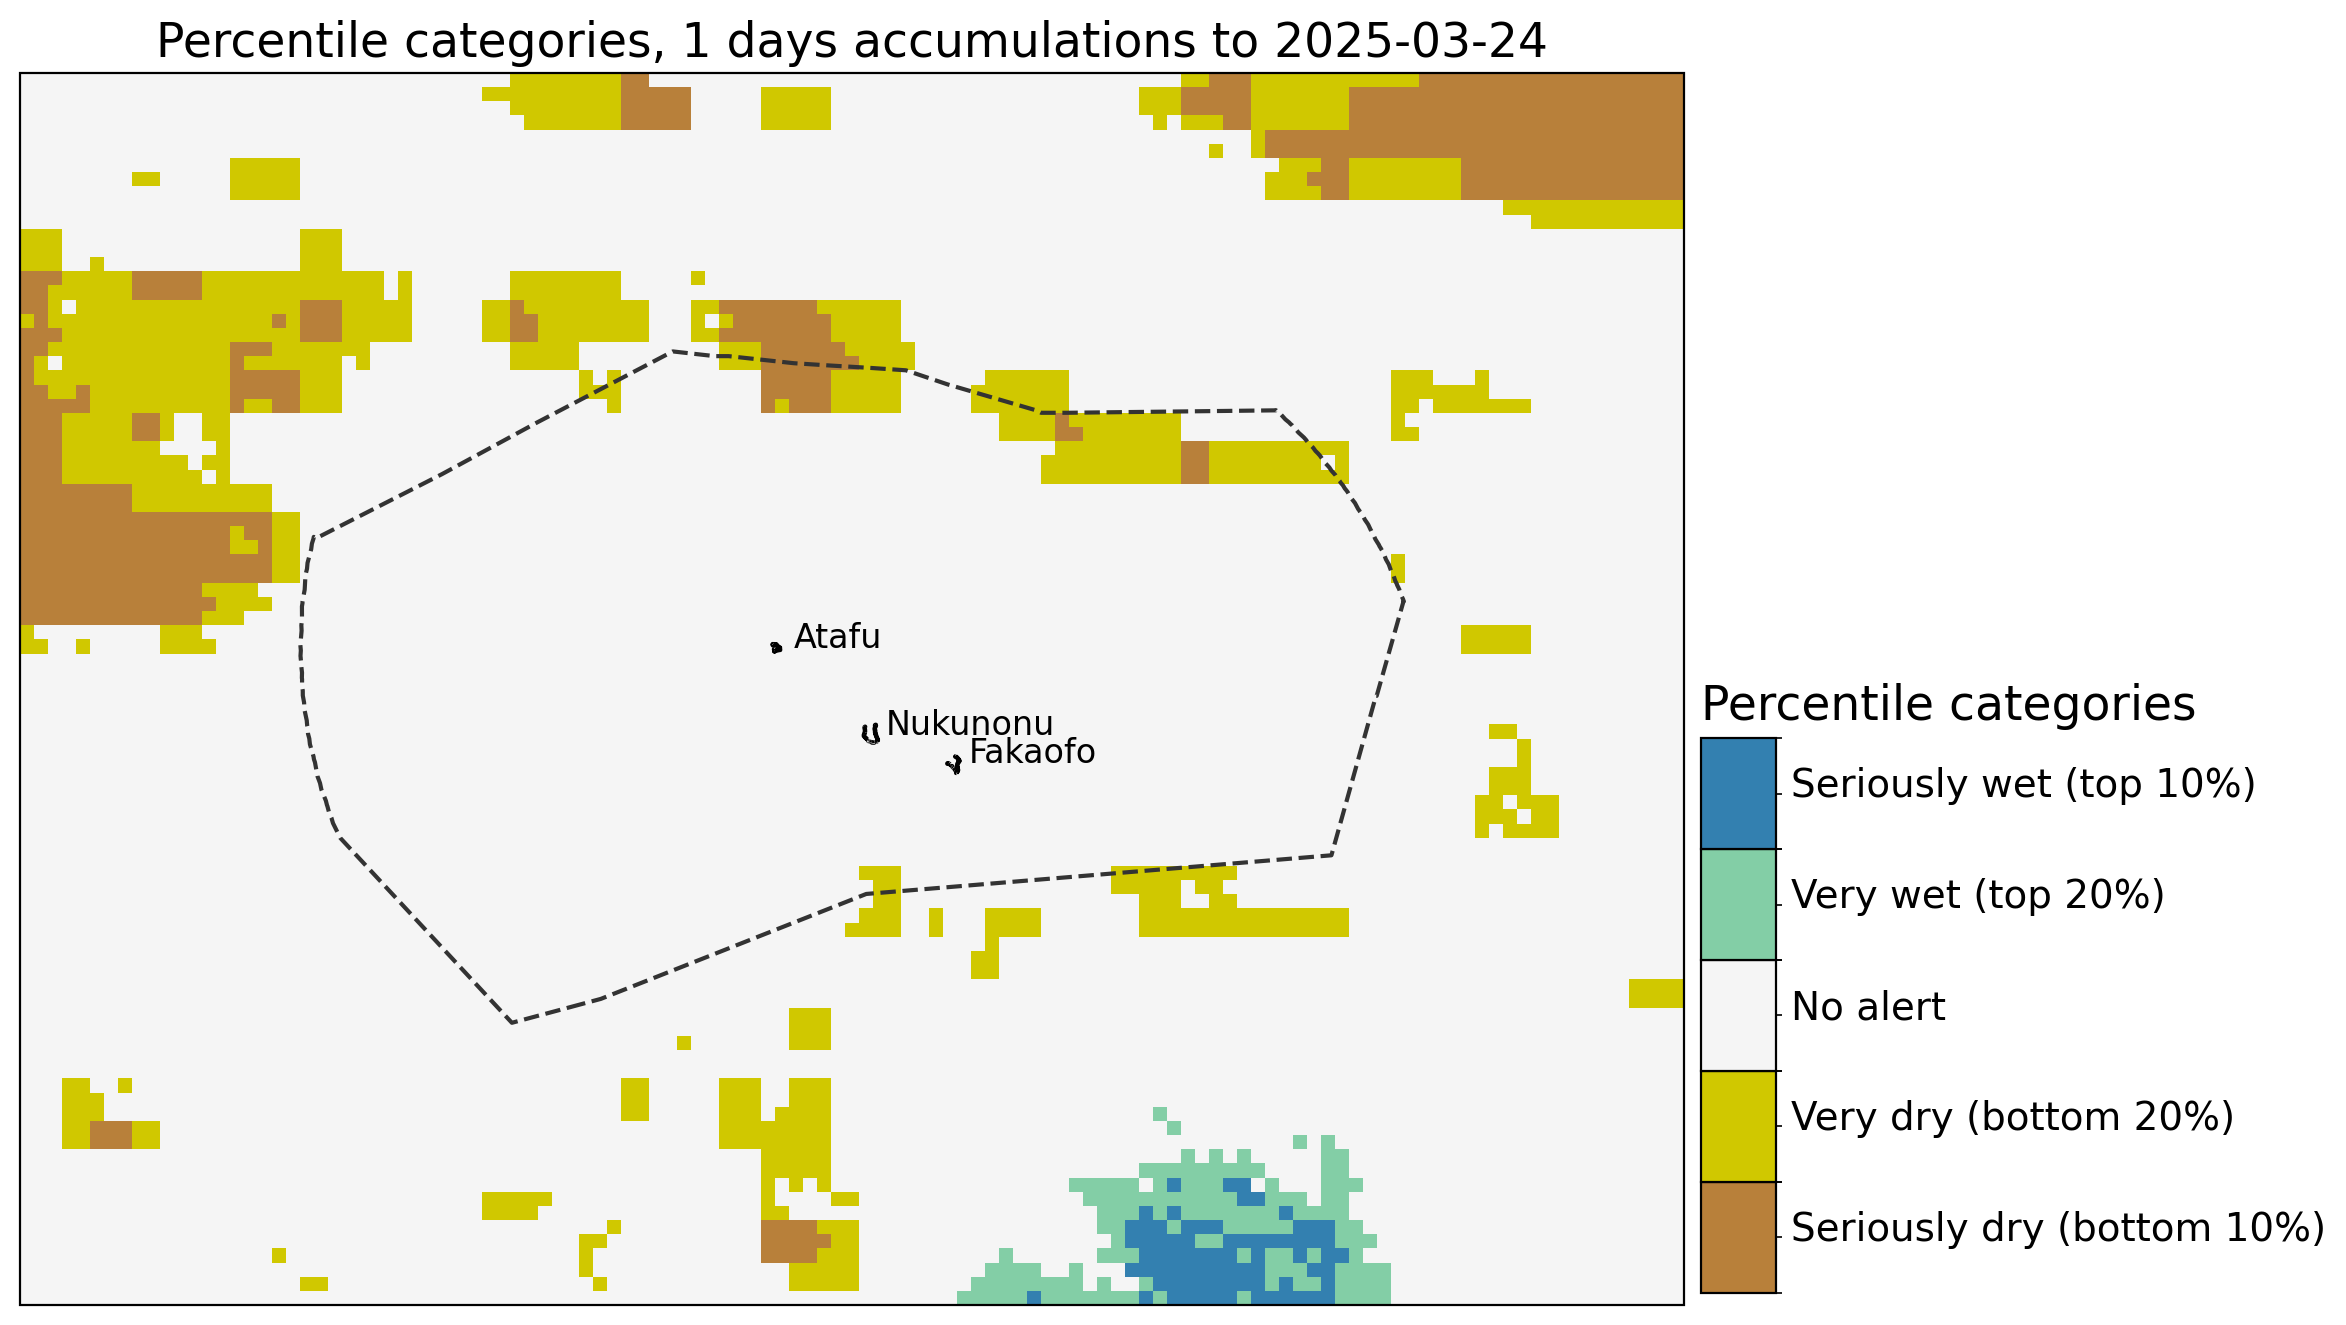 Percentile categories, 1 days accumulations to 2025-03-24
Atafu
Nukunonu
Fakaofo
Percentile categories
Seriously wet (top 10%)
Very wet (top 20%)
No alert
Very dry (bottom 20%)
Seriously dry (bottom 10%)